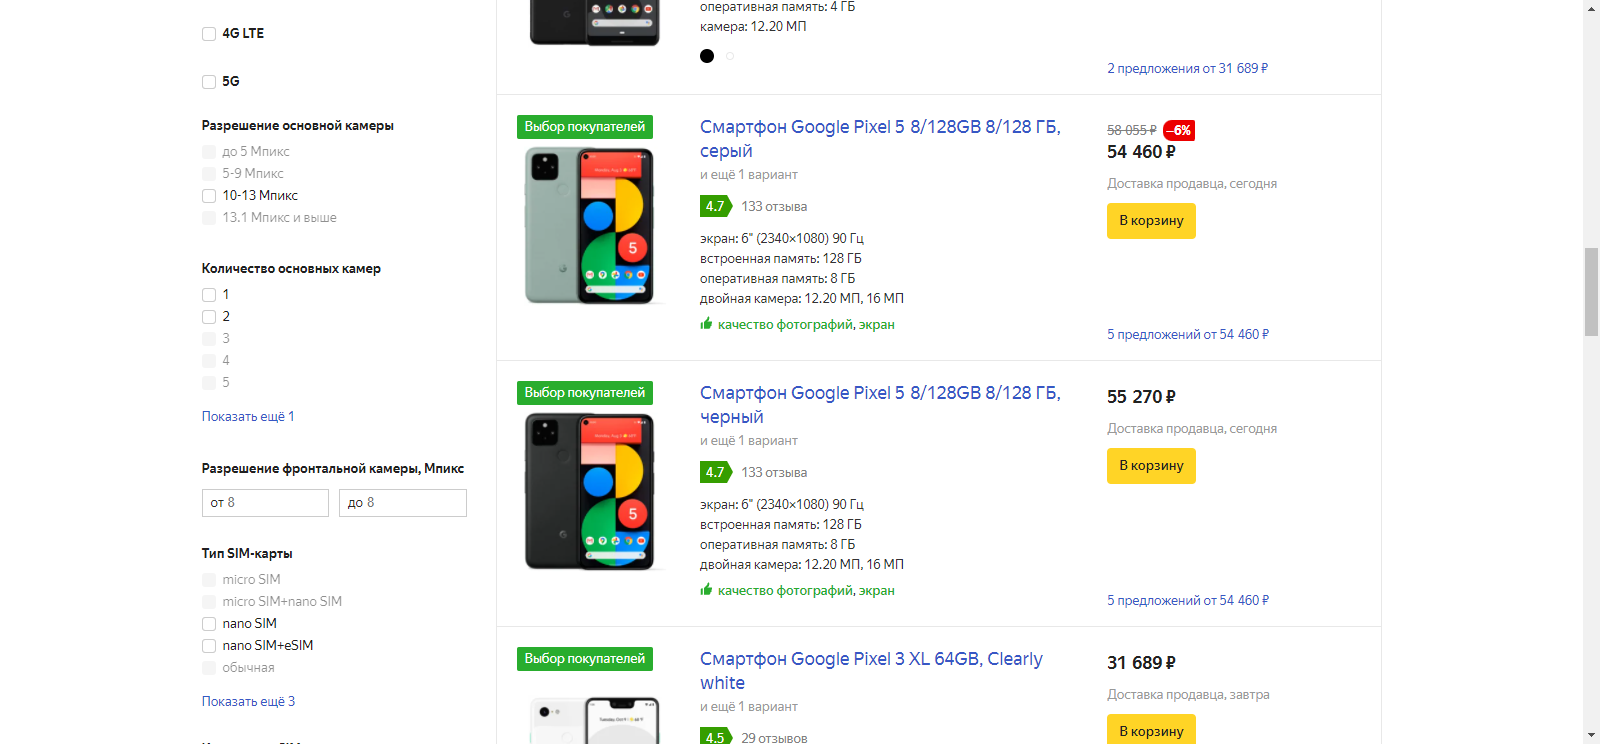 4G LTE
5G
Разрешение основной камеры
до 5 Мпикс
5-9 Мпикс
10-13 Мпикс
13.1 Мпикс и выше
Количество основных камер
1
2
3
4
5
Показать ещё 1
Разрешение фронтальной камеры, Мпикс
от 8
до 8
Тип SIM-карты
micro SIM
micro SIM+nano SIM
nano SIM
nano SIM+eSIM
обычная
Показать ещё 3
оперативная память: 4 ГБ
камера: 12.20 МП
2 предложения от 31 689 ₽
Выбор покупателей
Смартфон Google Pixel 5 8/128GB 8/128 ГБ,
серый
и ещё 1 вариант
4.7 133 отзыва
экран: 6" (2340×1080) 90 Гц
встроенная память: 128 ГБ
оперативная память: 8 ГБ
двойная камера: 12.20 МП, 16 МП
качество фотографий, экран
58 055 ₽ –6%
54 460 ₽
Доставка продавца, сегодня
В корзину
5 предложений от 54 460 ₽
5
Выбор покупателей
Смартфон Google Pixel 5 8/128GB 8/128 ГБ,
черный
и ещё 1 вариант
4.7 133 отзыва
экран: 6" (2340×1080) 90 Гц
встроенная память: 128 ГБ
оперативная память: 8 ГБ
двойная камера: 12.20 МП, 16 МП
качество фотографий, экран
55 270 ₽
Доставка продавца, сегодня
В корзину
5 предложений от 54 460 ₽
5
Выбор покупателей
Смартфон Google Pixel 3 XL 64GB, Clearly
white
и ещё 1 вариант
4.5 29 отзывов
31 689 ₽
Доставка продавца, завтра
В корзину